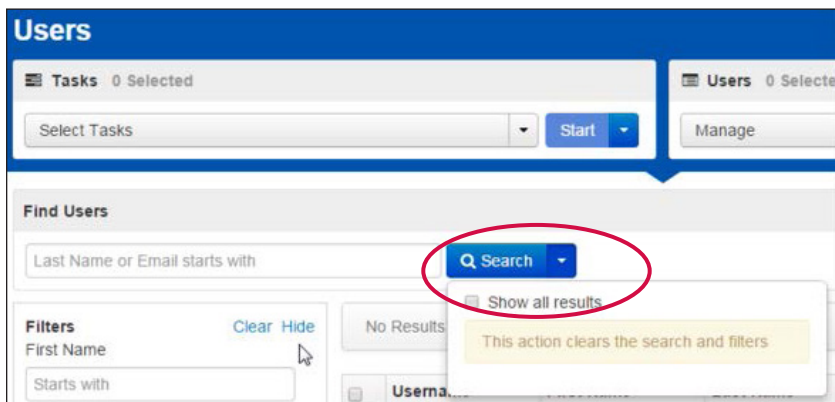 Users
Tasks 0 Selected
Users 0 Selecte
Select Tasks
Start
Manage
Find Users
Last Name or Email starts with
Search
Show all results
Filters
Clear Hide
No Results
This action clears the search and filters
First Name
Starts with
Userna